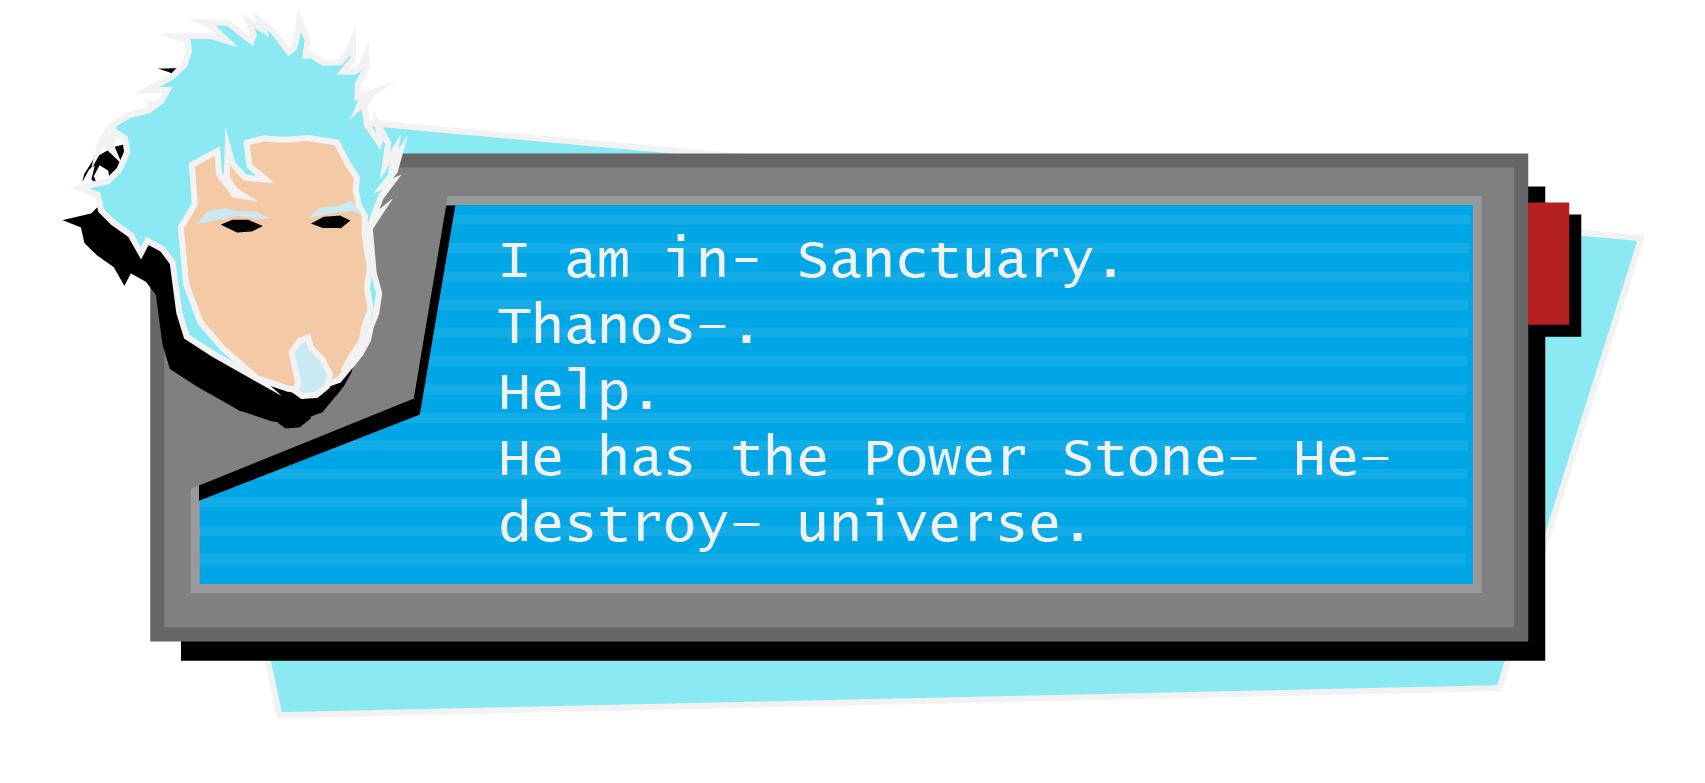 I am in– Sanctuary.
Thanos–.
Help.
He has the Power Stone– He–
destroy– universe.